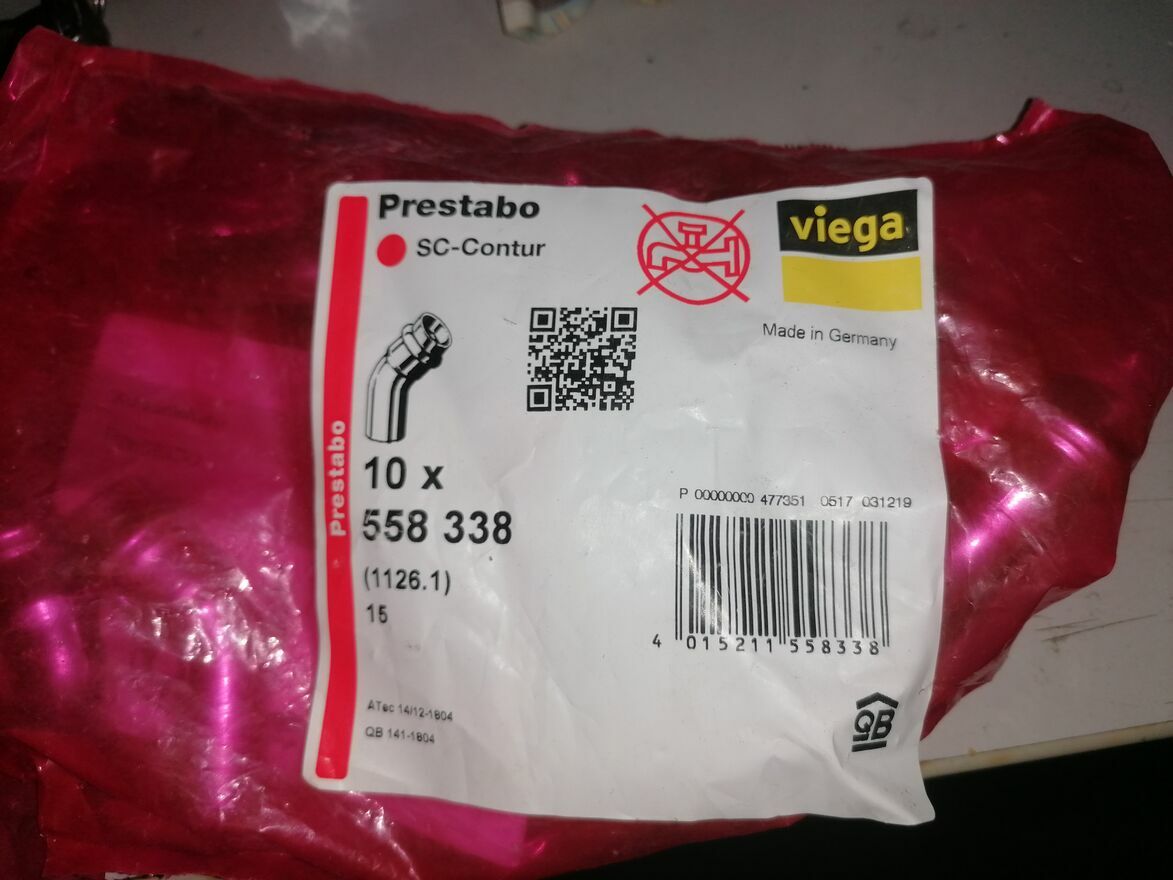 Prestabo
SC-Contur
viega
Made in Germany
Prestabo
10 x
558 338
(1126.1)
15
P 00000000 477351 0517 031219
4 015211 558338
ATec 14/12-1804
QB 141-1804
QB